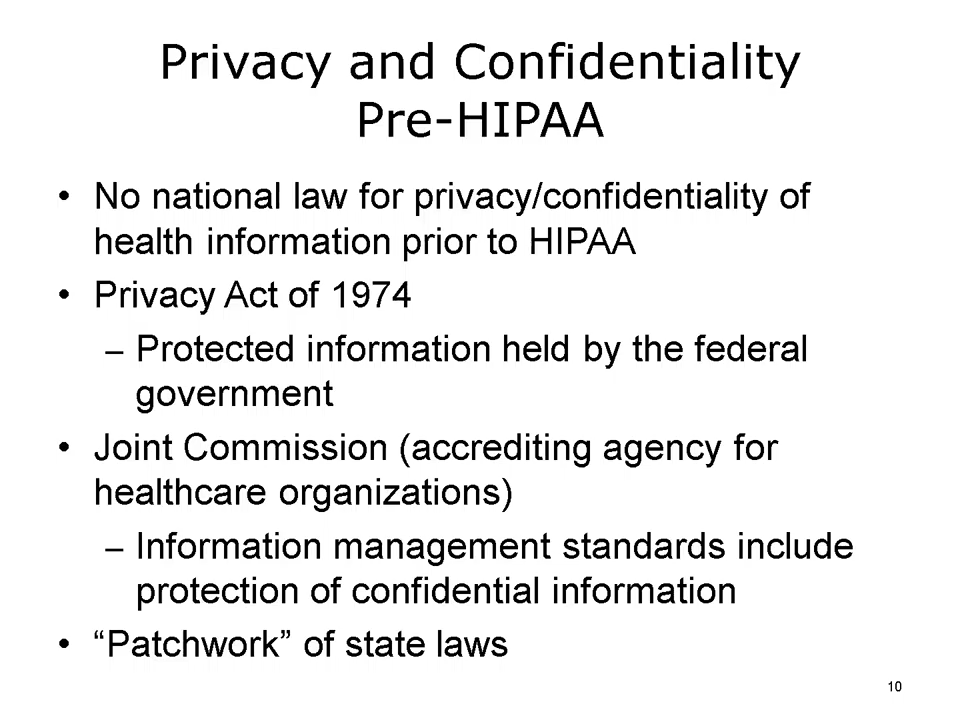 Privacy and Confidentiality
Pre-HIPAA
• No national law for privacy/confidentiality of
health information prior to HIPAA
• Privacy Act of 1974
– Protected information held by the federal
government
• Joint Commission (accrediting agency for
healthcare organizations)
– Information management standards include
protection of confidential information
• “Patchwork” of state laws
10